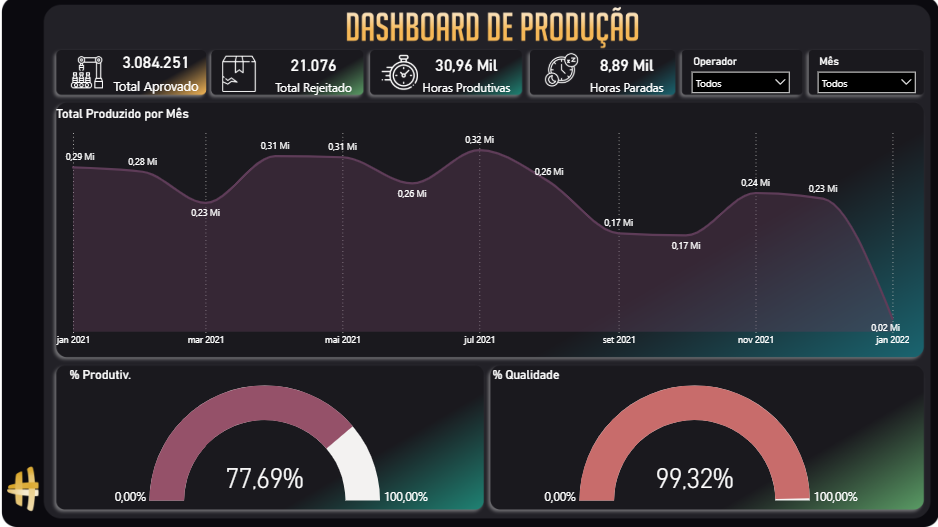 DASHBOARD DE PRODUÇÃO
3.084.251
Total Aprovado
21.076
Total Rejeitado
30,96 Mil
Horas Produtivas
8,89 Mil
Horas Paradas
Operador
Todos
Mês
Todos
Total Produzido por Mês
0,29 Mi
0,28 Mi
0,23 Mi
0,31 Mi
0,31 Mi
0,26 Mi
0,32 Mi
0,26 Mi
0,17 Mi
0,17 Mi
0,24 Mi
0,23 Mi
0,02 Mi
jan 2021
mar 2021
mai 2021
jul 2021
set 2021
nov 2021
jan 2022
% Produtiv.
77,69%
0,00%
100,00%
% Qualidade
99,32%
0,00%
100,00%